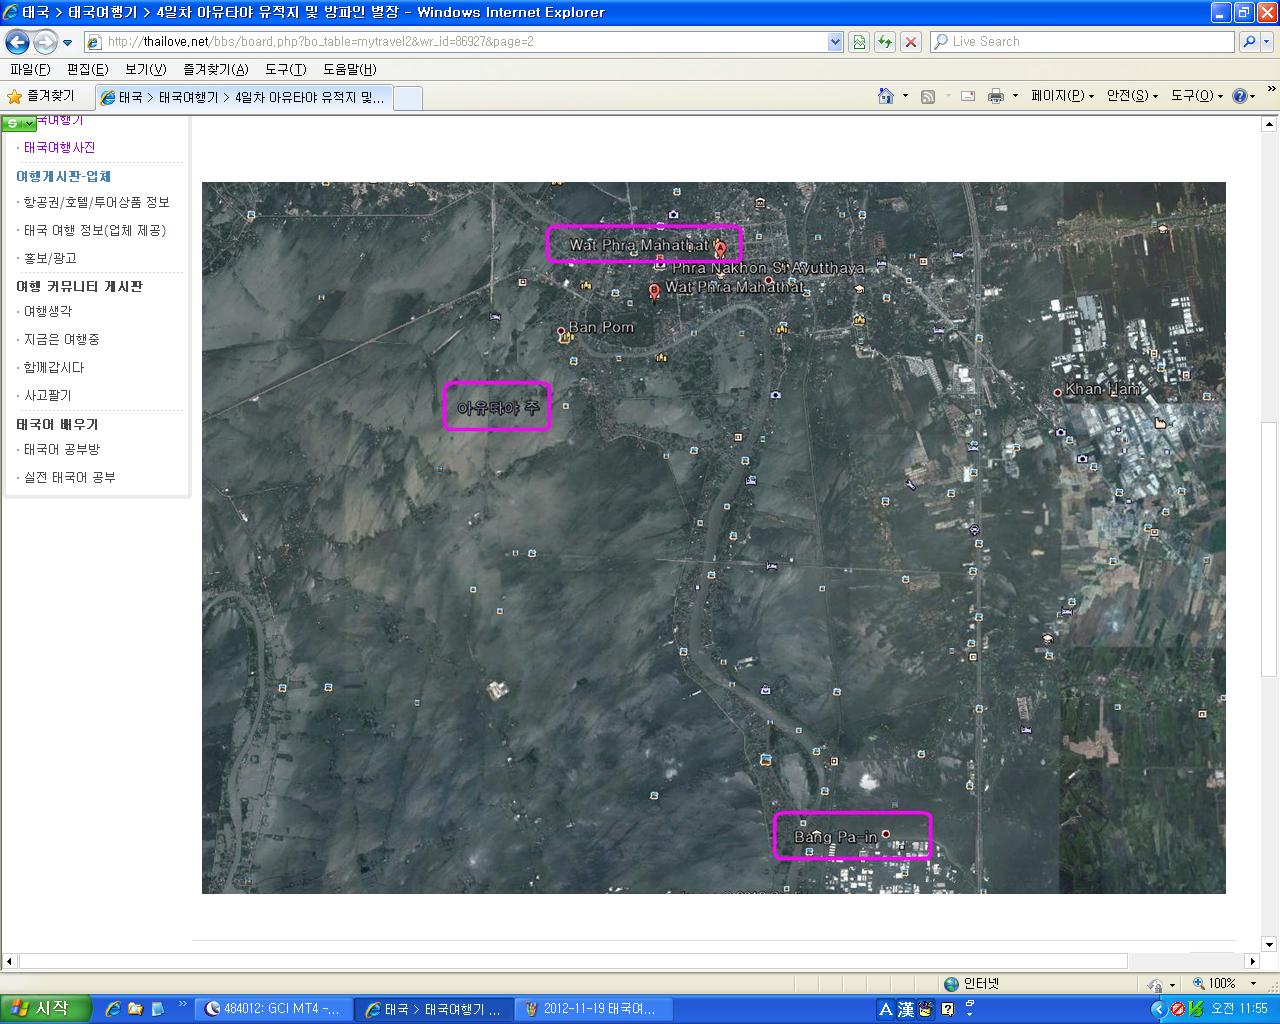 태국 > 태국여행기 > 4일차 아유타야 유적지 및 방파인 별장 - Windows Internet Explorer
http://thailove.net/bbs/board.php?bo_table=mytravel2&wr_id=86927&page=2
Live Search
파일(F) 편집(E) 보기(V) 즐겨찾기(A) 도구(T) 도움말(H)
즐겨찾기
태국 > 태국여행기 > 4일차 아유타야 유적지 및...
페이지(P) 안전(S) 도구(O)
국여행기
태국여행사진
여행게시판-업체
항공권/호텔/투어상품 정보
태국 여행 정보(업체 제공)
홍보/광고
여행 커뮤니티 게시판
여행생각
지금은 여행중
함께갑시다
사고팔기
태국어 배우기
태국어 공부방
실전 태국어 공부
Wat Phra Mahathat
A
Phra Nakhon Si Ayutthaya
B
Wat Phra Mahathat
Ban Pom
아유타야 주
Khan Ham
Bang Pa-in
인터넷
100%
시작
484012: GCI MT4 -...
태국 > 태국여행기 ...
2012-11-19 태국여...
A 漢
오전 11:55